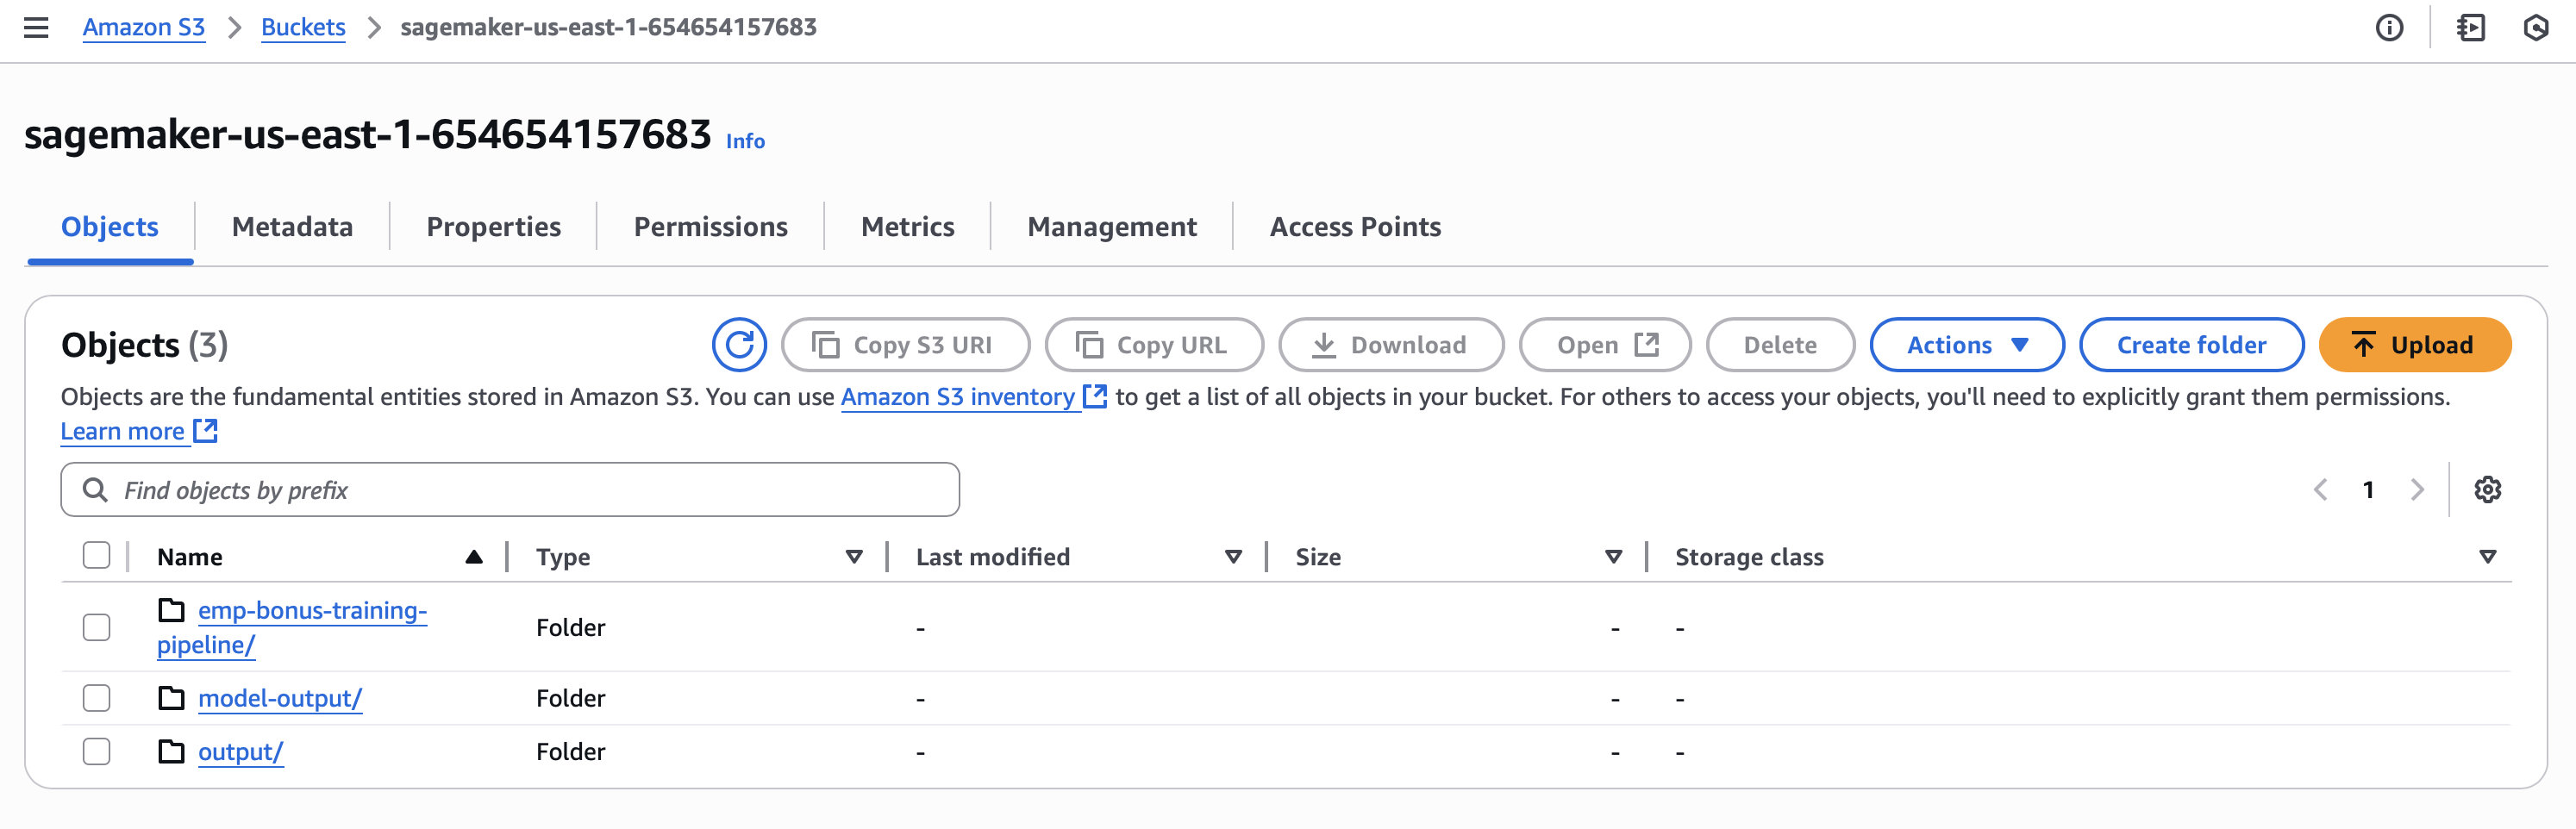 Amazon S3 > Buckets > sagemaker-us-east-1-654654157683
sagemaker-us-east-1-654654157683 Info
Objects Metadata Properties Permissions Metrics Management Access Points
Objects (3) Copy S3 URI Copy URL Download Open Delete Actions Create folder Upload
Objects are the fundamental entities stored in Amazon S3. You can use Amazon S3 inventory to get a list of all objects in your bucket. For others to access your objects, you'll need to explicitly grant them permissions.
Learn more
Find objects by prefix 1
Name Type Last modified Size Storage class
emp-bonus-training-
pipeline/ Folder - - -
model-output/ Folder - - -
output/ Folder - - -